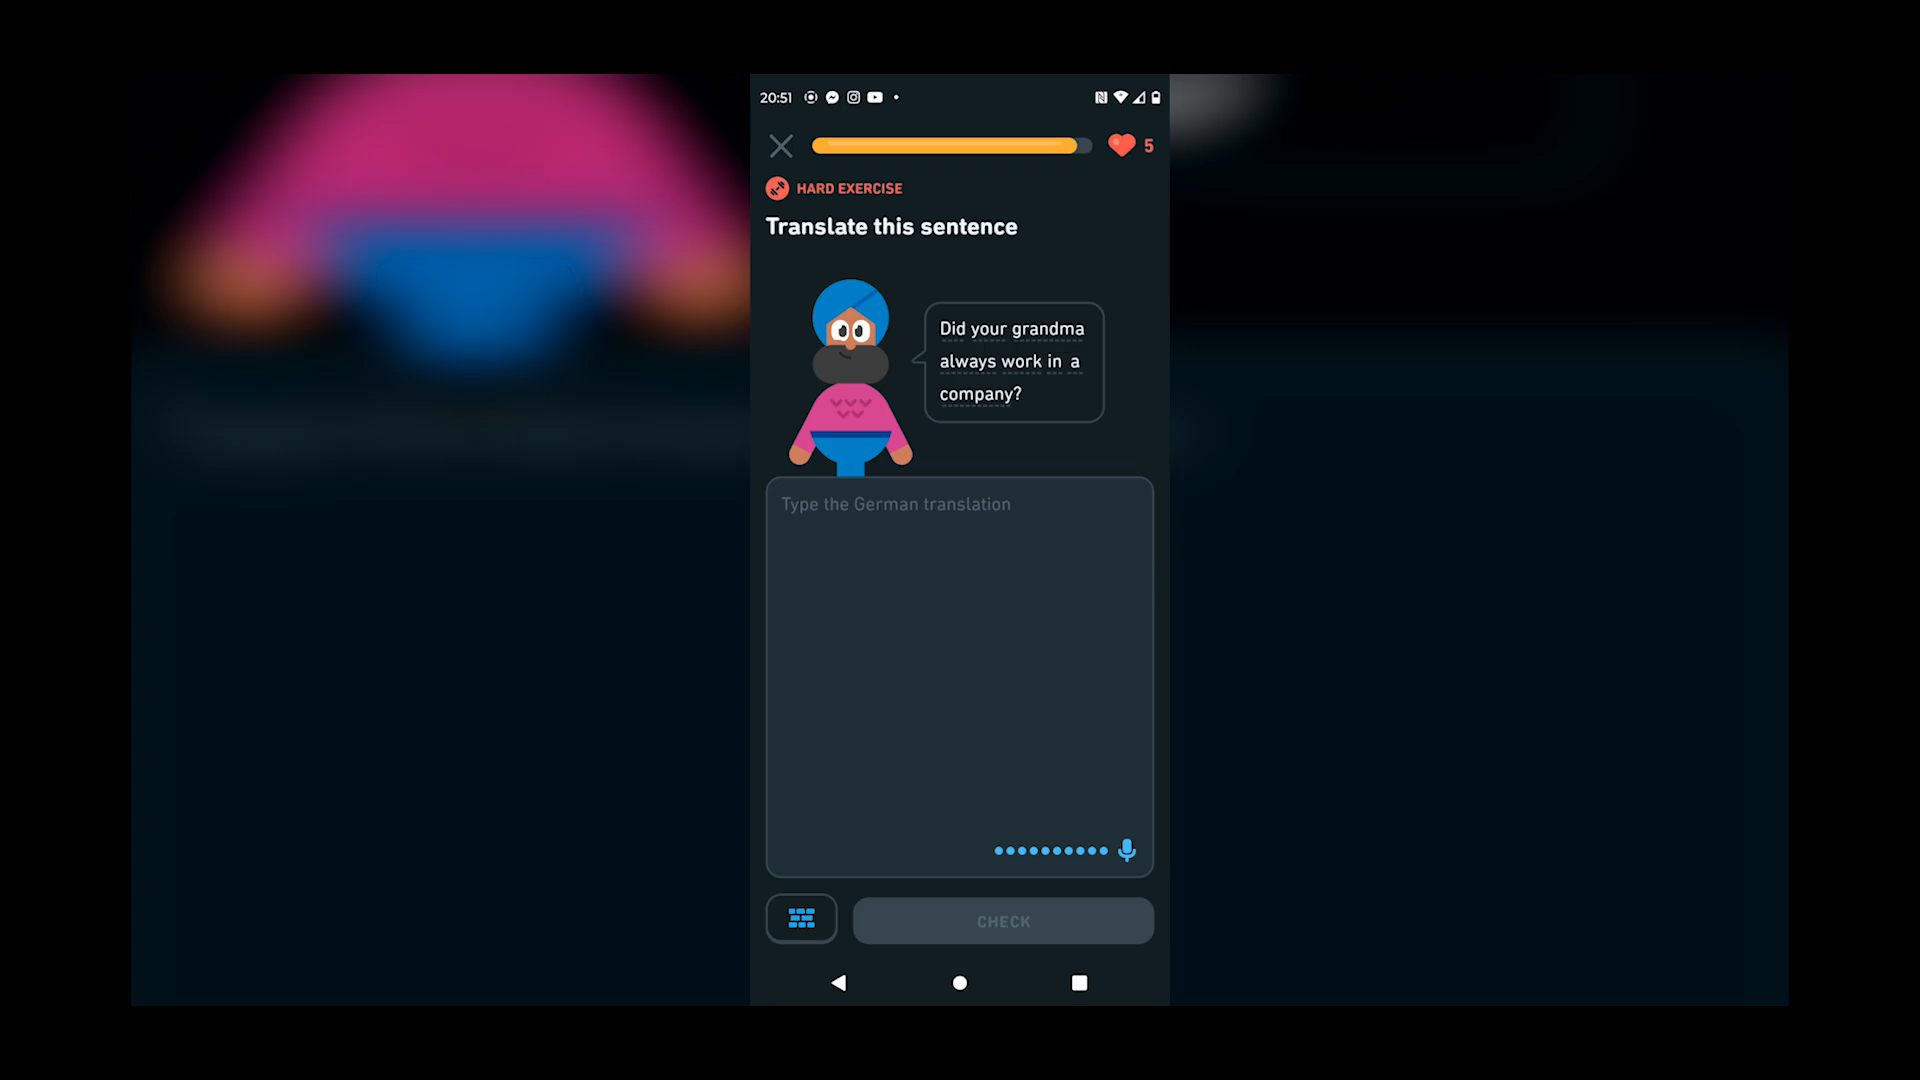 20:51
5
HARD EXERCISE
Translate this sentence
Did your grandma
always work in a
company?
Type the German translation
CHECK